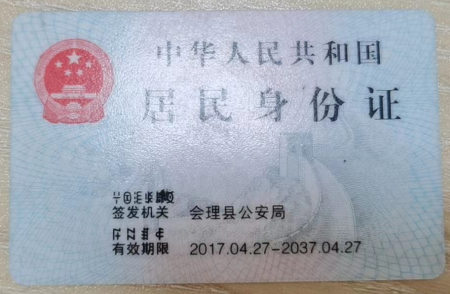 中华人民共和国
居民身份证
签发机关 会理县公安局
有效期限 2017.04.27-2037.04.27